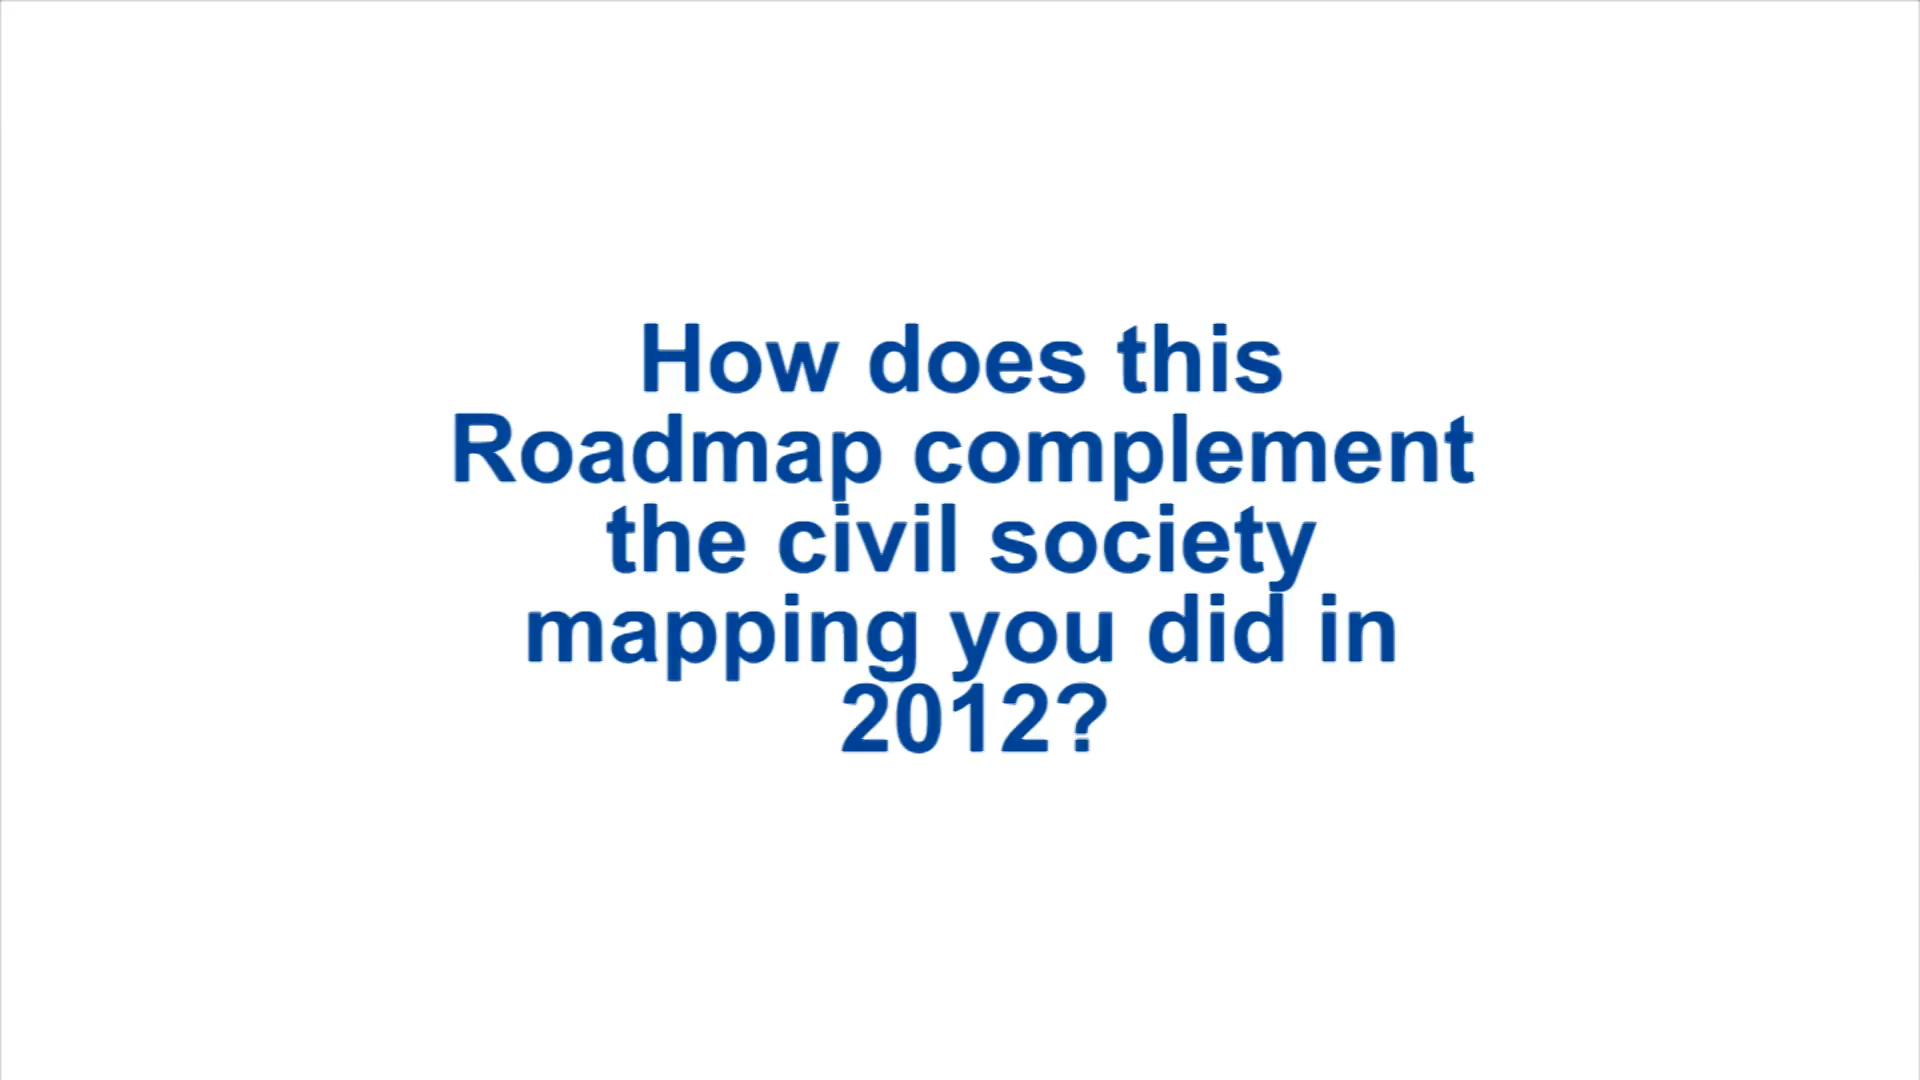 How does this
Roadmap complement
the civil society
mapping you did in
2012?